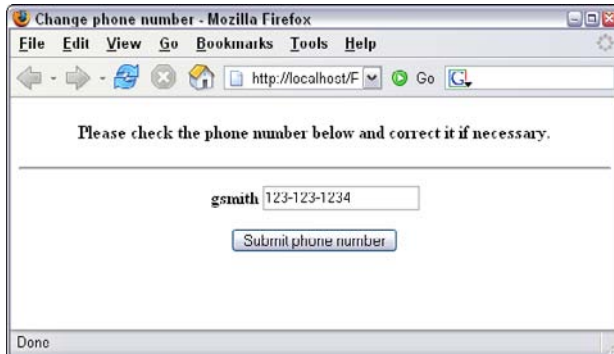 Change phone number - Mozilla Firefox
File Edit View Go Bookmarks Tools Help
http://localhost/F Go G
Please check the phone number below and correct it if necessary.
gsmith 123-123-1234
Submit phone number
Done